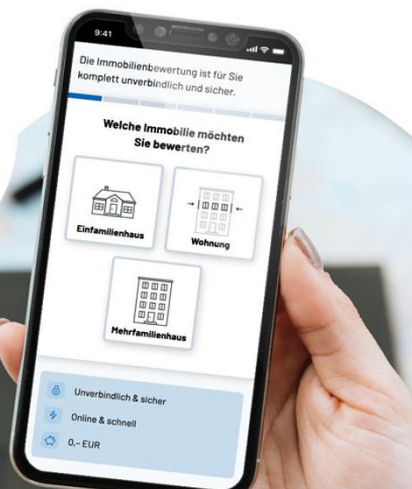 9:41
Die Immobilienbewertung ist für Sie
komplett unverbindlich und sicher.
Welche Immobilie möchten
Sie bewerten?
Einfamilienhaus
Wohnung
Mehrfamilienhaus
Unverbindlich & sicher
Online & schnell
0,- EUR